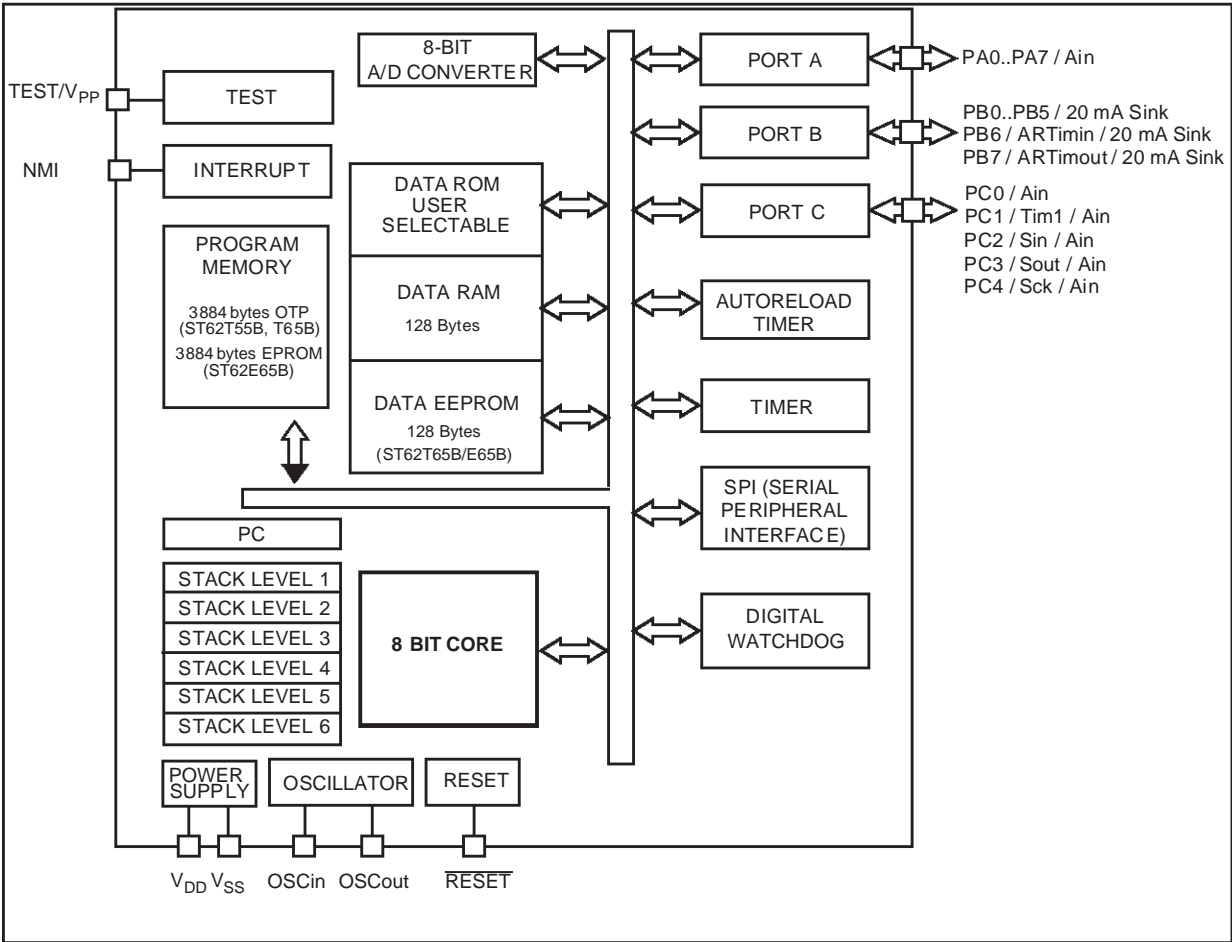 8-BIT
A/D CONVERTER
PORT A
PA0..PA7 / Ain
TEST/VPP
TEST
PORT B
PB0..PB5 / 20 mA Sink
PB6 / ARTimin / 20 mA Sink
PB7 / ARTimout / 20 mA Sink
NMI
INTERRUPT
DATA ROM
USER
SELECTABLE
PORT C
PC0 / Ain
PC1 / Tim1 / Ain
PC2 / Sin / Ain
PC3 / Sout / Ain
PC4 / Sck / Ain
PROGRAM
MEMORY
3884 bytes OTP
(ST62T55B, T65B)
3884 bytes EPROM
(ST62E65B)
DATA RAM
128 Bytes
AUTORELOAD
TIMER
DATA EEPROM
128 Bytes
(ST62T65B/E65B)
TIMER
SPI (SERIAL
PERIPHERAL
INTERFACE)
PC
STACK LEVEL 1
STACK LEVEL 2
STACK LEVEL 3
STACK LEVEL 4
STACK LEVEL 5
STACK LEVEL 6
8 BIT CORE
DIGITAL
WATCHDOG
POWER
SUPPLY
OSCILLATOR
RESET
VDD VSS OSCin OSCout RESET